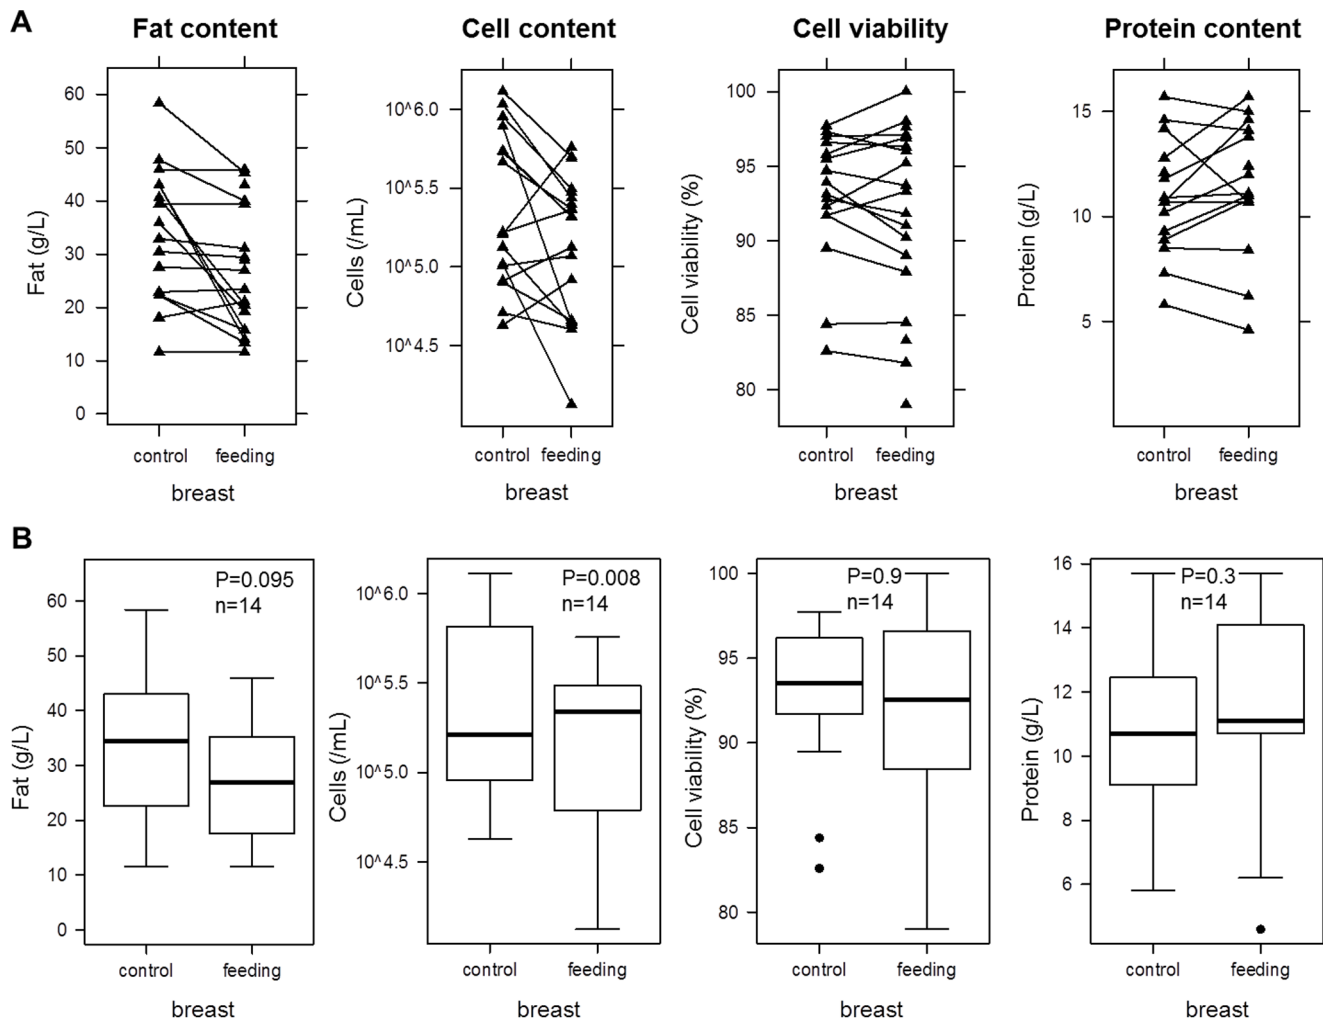 A
Fat content
Cell content
Cell viability
Protein content
Fat (g/L)
60
50
40
30
20
10
0
control
feeding
breast
Cells (/mL)
10^6.0
10^5.5
10^5.0
10^4.5
control
feeding
breast
Cell viability (%)
100
95
90
85
80
control
feeding
breast
Protein (g/L)
15
10
5
control
feeding
breast
B
Fat (g/L)
60
50
40
30
20
10
0
P=0.095
n=14
control
feeding
breast
Cells (/mL)
10^6.0
10^5.5
10^5.0
10^4.5
P=0.008
n=14
control
feeding
breast
Cell viability (%)
100
95
90
85
80
P=0.9
n=14
control
feeding
breast
Protein (g/L)
16
14
12
10
8
6
P=0.3
n=14
control
feeding
breast